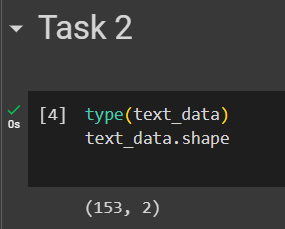 Task 2
[4] type(text_data)
0s text_data.shape
(153, 2)